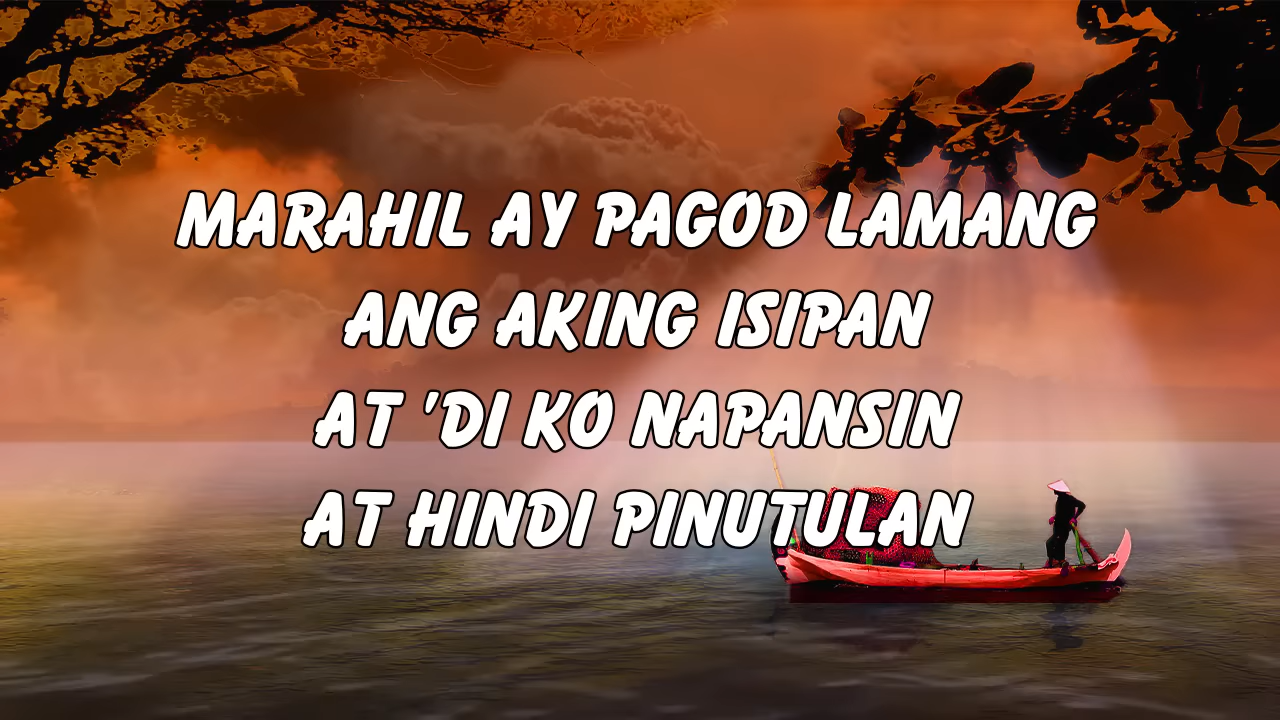 MARAHIL AY PAGOD LAMANG
ANG AKING ISIPAN
AT 'DI KO NAPANSIN
AT HINDI PINUTULAN